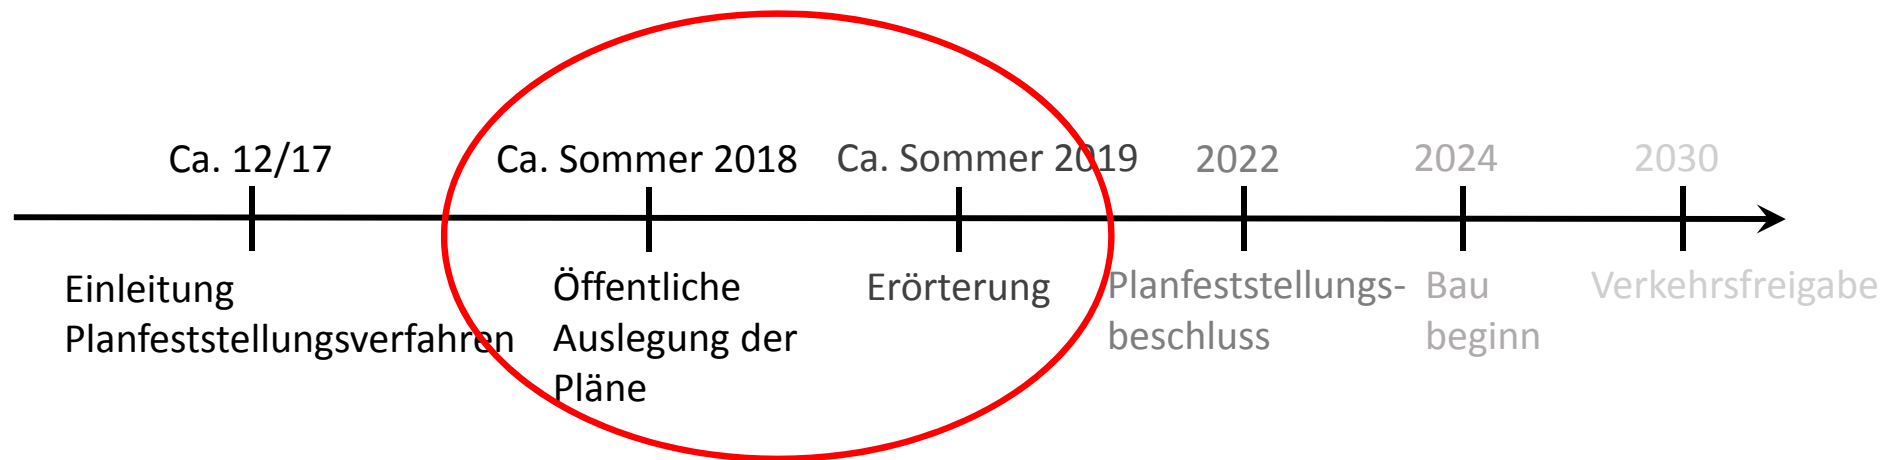 Ca. 12/17
Ca. Sommer 2018
Ca. Sommer 2019
2022
2024
2030
Einleitung
Planfeststellungsverfahren
Öffentliche
Auslegung der
Pläne
Erörterung
Planfeststellungs-
beschluss
Bau
beginn
Verkehrsfreigabe